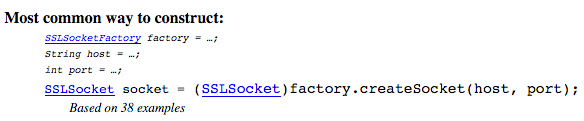 Most common way to construct:
SSLSocketFactory factory = …;
String host = …;
int port = …;
SSLSocket socket = (SSLSocket)factory.createSocket(host, port);
Based on 38 examples